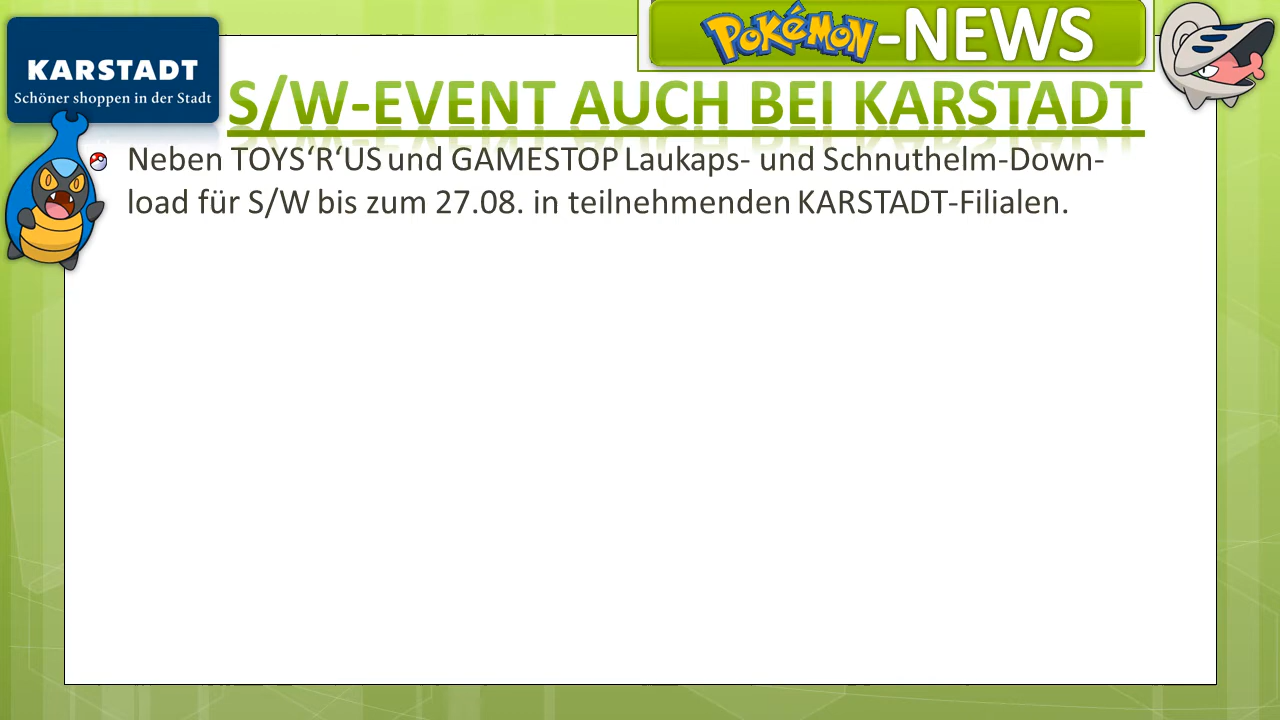 KARSTADT
Schöner shoppen in der Stadt
POKéMON-NEWS
S/W-EVENT AUCH BEI KARSTADT
Neben TOYS‘R‘US und GAMESTOP Laukaps- und Schnuthelm-Down-
load für S/W bis zum 27.08. in teilnehmenden KARSTADT-Filialen.